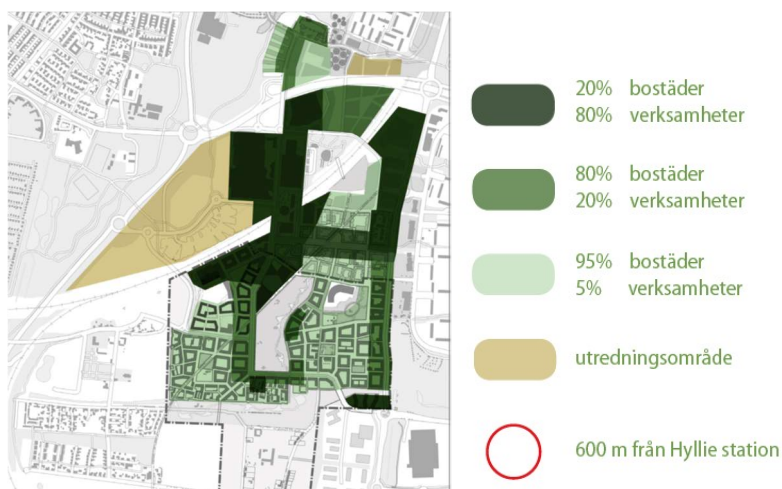 20% bostäder
80% verksamheter
80% bostäder
20% verksamheter
95% bostäder
5% verksamheter
utredningsområde
600 m från Hyllie station